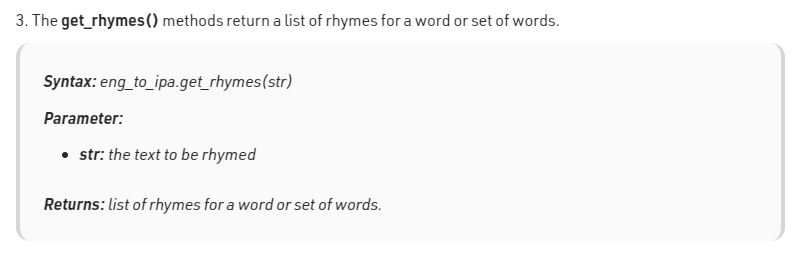 3. The get_rhymes() methods return a list of rhymes for a word or set of words.
Syntax: eng_to_ipa.get_rhymes(str)
Parameter:
• str: the text to be rhymed
Returns: list of rhymes for a word or set of words.